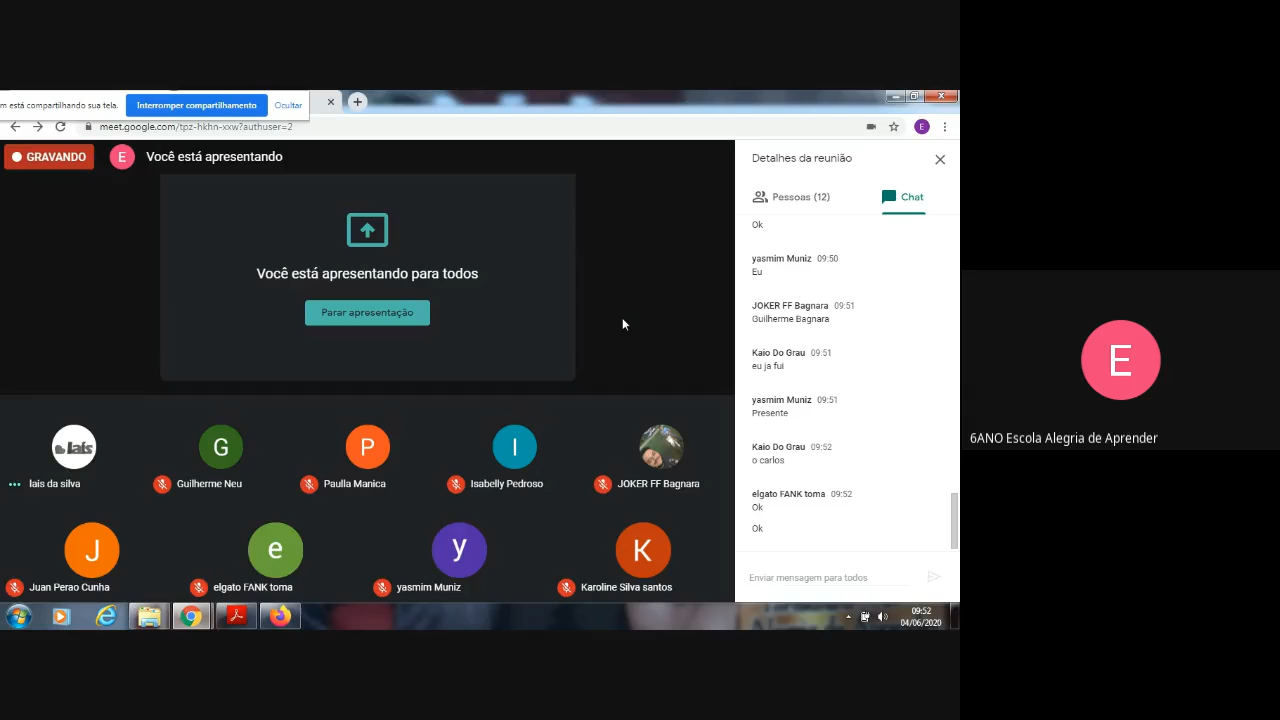 m está compartilhando sua tela. Interromper compartilhamento Ocultar
meet.google.com/tpz-hkhn-xxw?authuser=2
E
GRAVANDO E Você está apresentando
Você está apresentando para todos
Parar apresentação
lais
G
P
I
lais da silva
Guilherme Neu
Paulla Manica
Isabelly Pedroso
JOKER FF Bagnara
J
e
y
K
Juan Perao Cunha
elgato FANK toma
yasmim Muniz
Karoline Silva santos
Detalhes da reunião
Pessoas (12) Chat
Ok
yasmim Muniz 09:50
Eu
JOKER FF Bagnara 09:51
Guilherme Bagnara
Kaio Do Grau 09:51
eu ja fui
yasmim Muniz 09:51
Presente
Kaio Do Grau 09:52
o carlos
elgato FANK toma 09:52
Ok
Ok
Enviar mensagem para todos
09:52
04/06/2020
E
6ANO Escola Alegria de Aprender